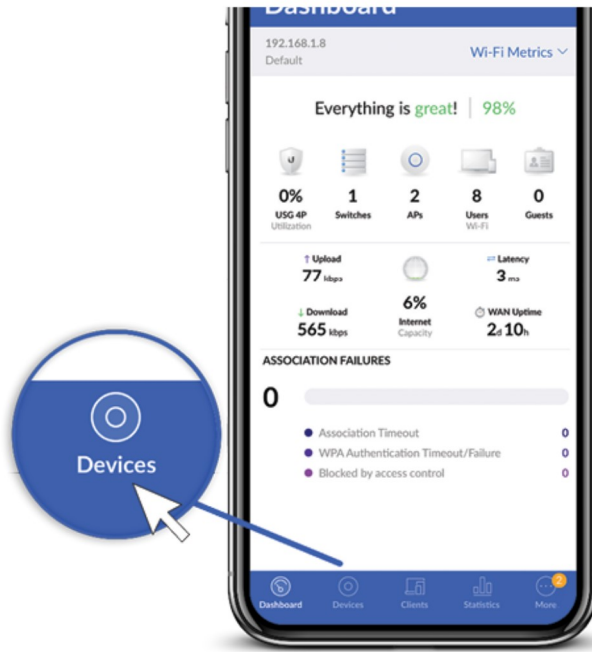 Dashboard
192.168.1.8
Default
Wi-Fi Metrics
Everything is great! | 98%
0% 1 2 8 0
USG 4P Switches APs Users Guests
Utilization Wi-Fi
↑ Upload
77 kbps
Latency
3 ms
6%
Internet
Capacity
↓ Download
565 kbps
WAN Uptime
2d 10h
ASSOCIATION FAILURES
0
Association Timeout 0
WPA Authentication Timeout/Failure 0
Blocked by access control 0
Devices
2
Dashboard Devices Clients Statistics More